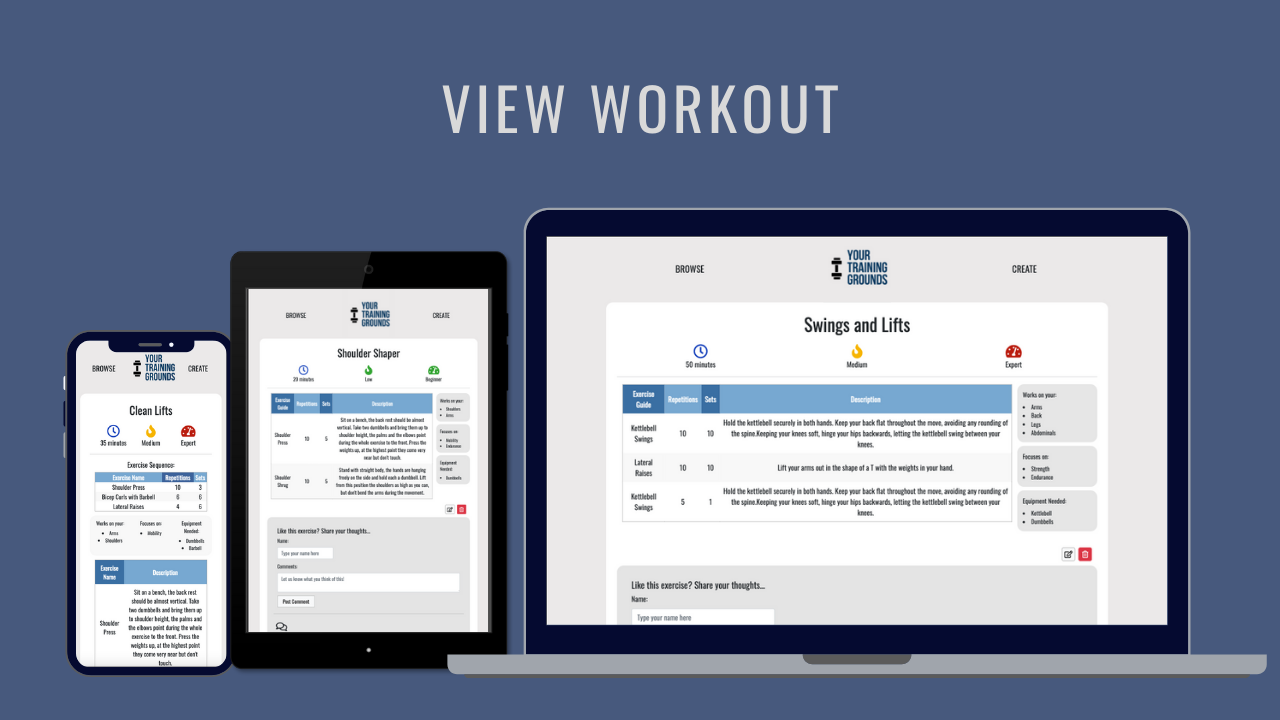 VIEW WORKOUT
BROWSE
YOUR
TRAINING
GROUNDS
CREATE
Clean Lifts
35 minutes
Medium
Expert
Exercise Sequence:
Exercise Name Repetitions Sets
Shoulder Press 10 3
Bicep Curls with Barbell 6 6
Lateral Raises 4 6
Works on your:
Arms
Shoulders
Focuses on:
Mobility
Equipment
Needed:
Dumbbells
Barbell
Exercise
Name
Description
Shoulder
Press
Sit on a bench, the back rest
should be almost vertical. Take
two dumbbells and bring them up
to shoulder height, the palms and
the elbows point during the whole
exercise to the front. Press the
weights up, at the highest point
they come very near but don't
touch.
BROWSE
YOUR
TRAINING
GROUNDS
CREATE
Shoulder Shaper
20 minutes
Low
Beginner
Exercise
Guide
Repetitions
Sets
Description
Shoulder
Press
10
5
Sit on a bench, the back rest should be almost
vertical. Take two dumbbells and bring them up to
shoulder height, the palms and the elbows point
during the whole exercise to the front. Press the
weights up, at the highest point they come very
near but don't touch.
Shoulder
Shrug
10
5
Stand with straight body, the hands are hanging
freely on the side and hold each a dumbbell. Lift
from this position the shoulders as high as you can,
but don't bend the arms during the movement.
Works on your:
Shoulders
Arms
Focuses on:
Mobility
Endurance
Equipment
Needed:
Dumbbells
Like this exercise? Share your thoughts...
Name:
Type your name here
Comments:
Let us know what you think of this!
Post Comment
BROWSE
YOUR
TRAINING
GROUNDS
CREATE
Swings and Lifts
50 minutes
Medium
Expert
Exercise
Guide
Repetitions
Sets
Description
Kettlebell
Swings
10
10
Hold the kettlebell securely in both hands. Keep your back flat throughout the move, avoiding any rounding of
the spine.Keeping your knees soft, hinge your hips backwards, letting the kettlebell swing between your
knees.
Lateral
Raises
10
10
Lift your arms out in the shape of a T with the weights in your hand.
Kettlebell
Swings
5
1
Hold the kettlebell securely in both hands. Keep your back flat throughout the move, avoiding any rounding of
the spine.Keeping your knees soft, hinge your hips backwards, letting the kettlebell swing between your
knees.
Works on your:
Arms
Back
Legs
Abdominals
Focuses on:
Strength
Endurance
Equipment Needed:
Kettlebell
Dumbbells
Like this exercise? Share your thoughts...
Name:
Type your name here